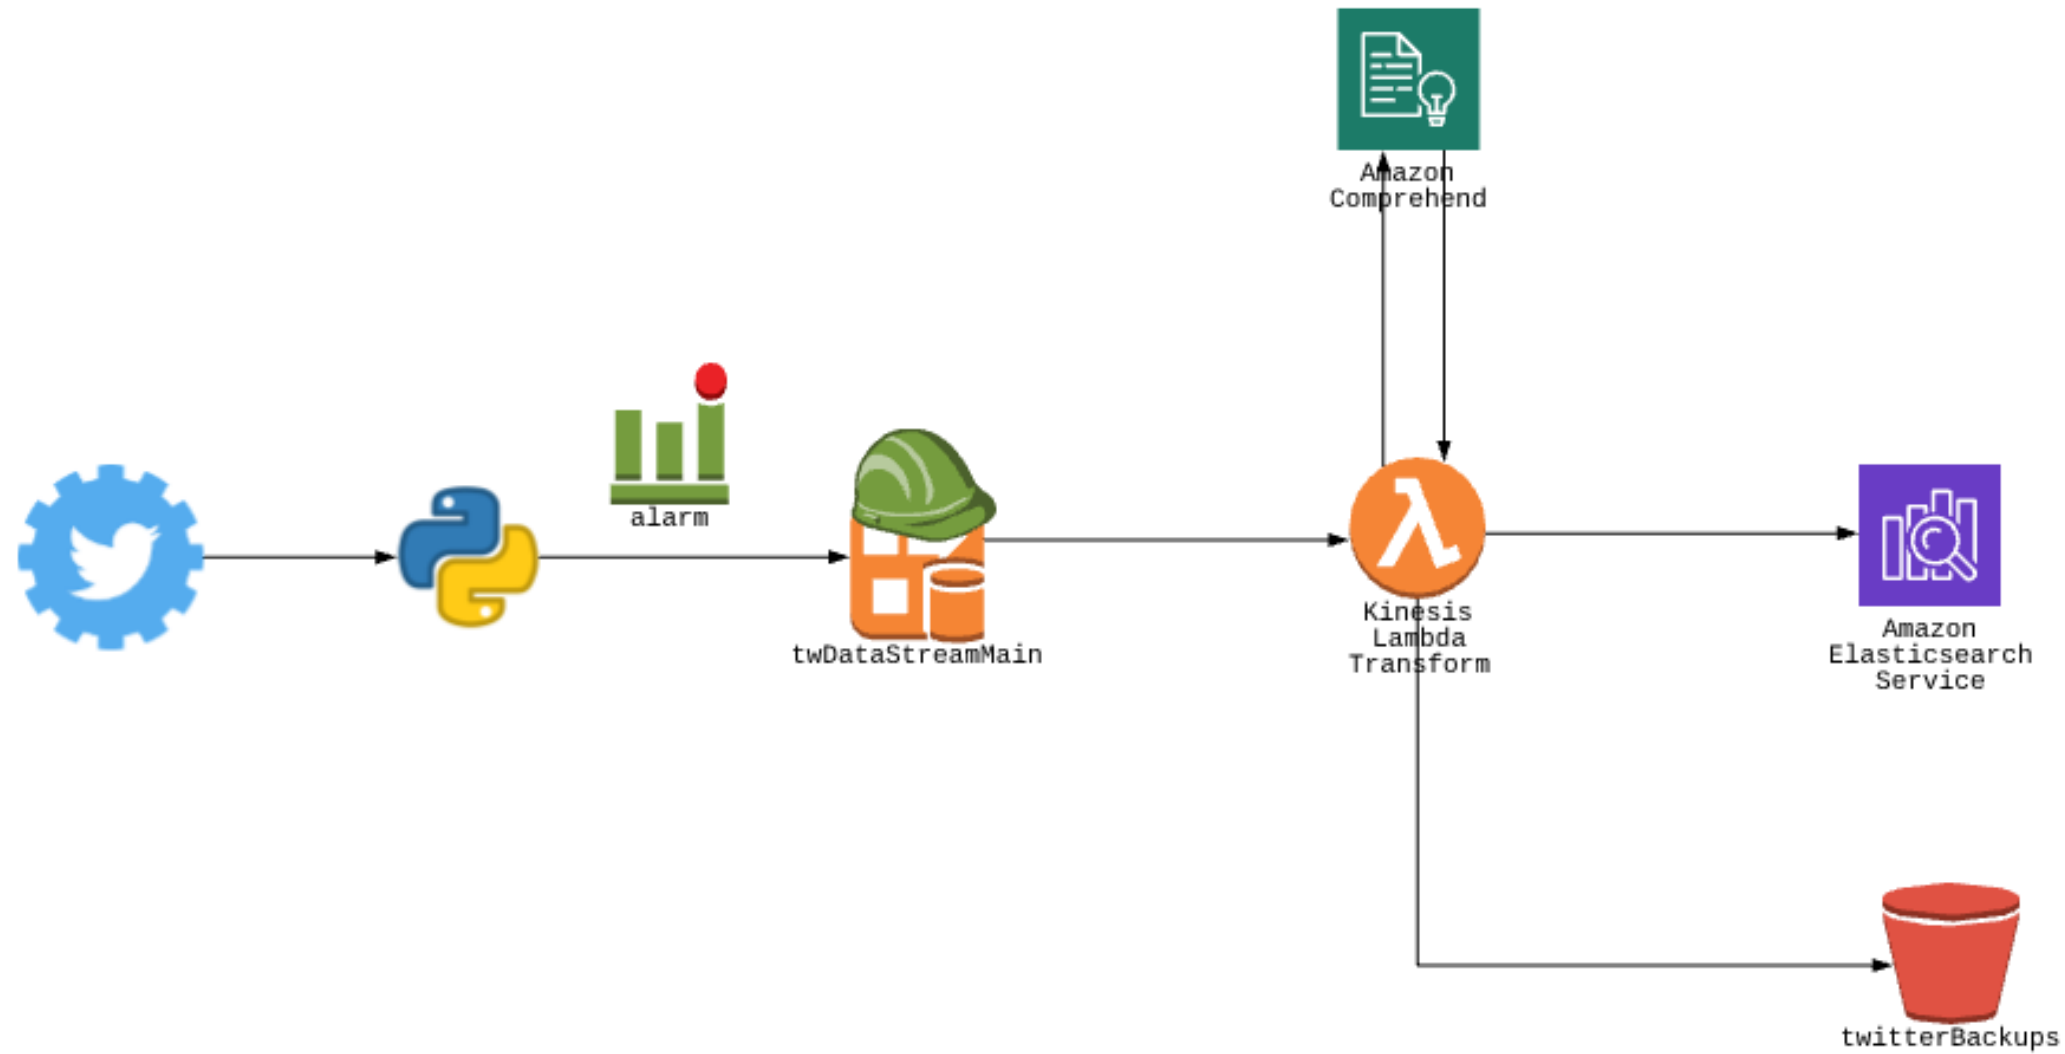 Amazon
Comprehend
alarm
twDataStreamMain
Kinesis
Lambda
Transform
Amazon
Elasticsearch
Service
twitterBackups